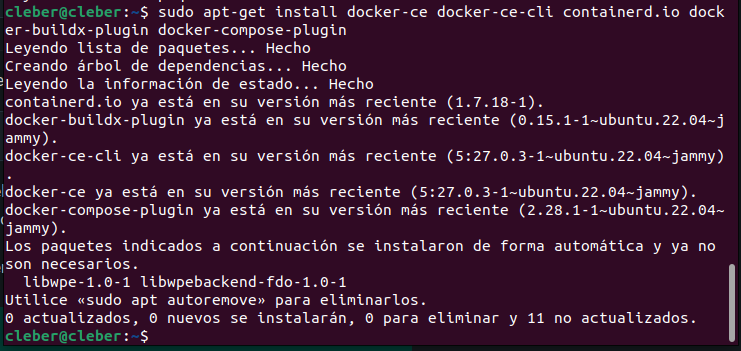 cleber@cleber:~$ sudo apt-get install docker-ce docker-ce-cli containerd.io dock
er-buildx-plugin docker-compose-plugin
Leyendo lista de paquetes... Hecho
Creando árbol de dependencias... Hecho
Leyendo la información de estado... Hecho
containerd.io ya está en su versión más reciente (1.7.18-1).
docker-buildx-plugin ya está en su versión más reciente (0.15.1-1~ubuntu.22.04~j
ammy).
docker-ce-cli ya está en su versión más reciente (5:27.0.3-1~ubuntu.22.04~jammy)
.
docker-ce ya está en su versión más reciente (5:27.0.3-1~ubuntu.22.04~jammy).
docker-compose-plugin ya está en su versión más reciente (2.28.1-1~ubuntu.22.04~
jammy).
Los paquetes indicados a continuación se instalaron de forma automática y ya no
son necesarios.
  libwpe-1.0-1 libwpebackend-fdo-1.0-1
Utilice «sudo apt autoremove» para eliminarlos.
0 actualizados, 0 nuevos se instalarán, 0 para eliminar y 11 no actualizados.
cleber@cleber:~$